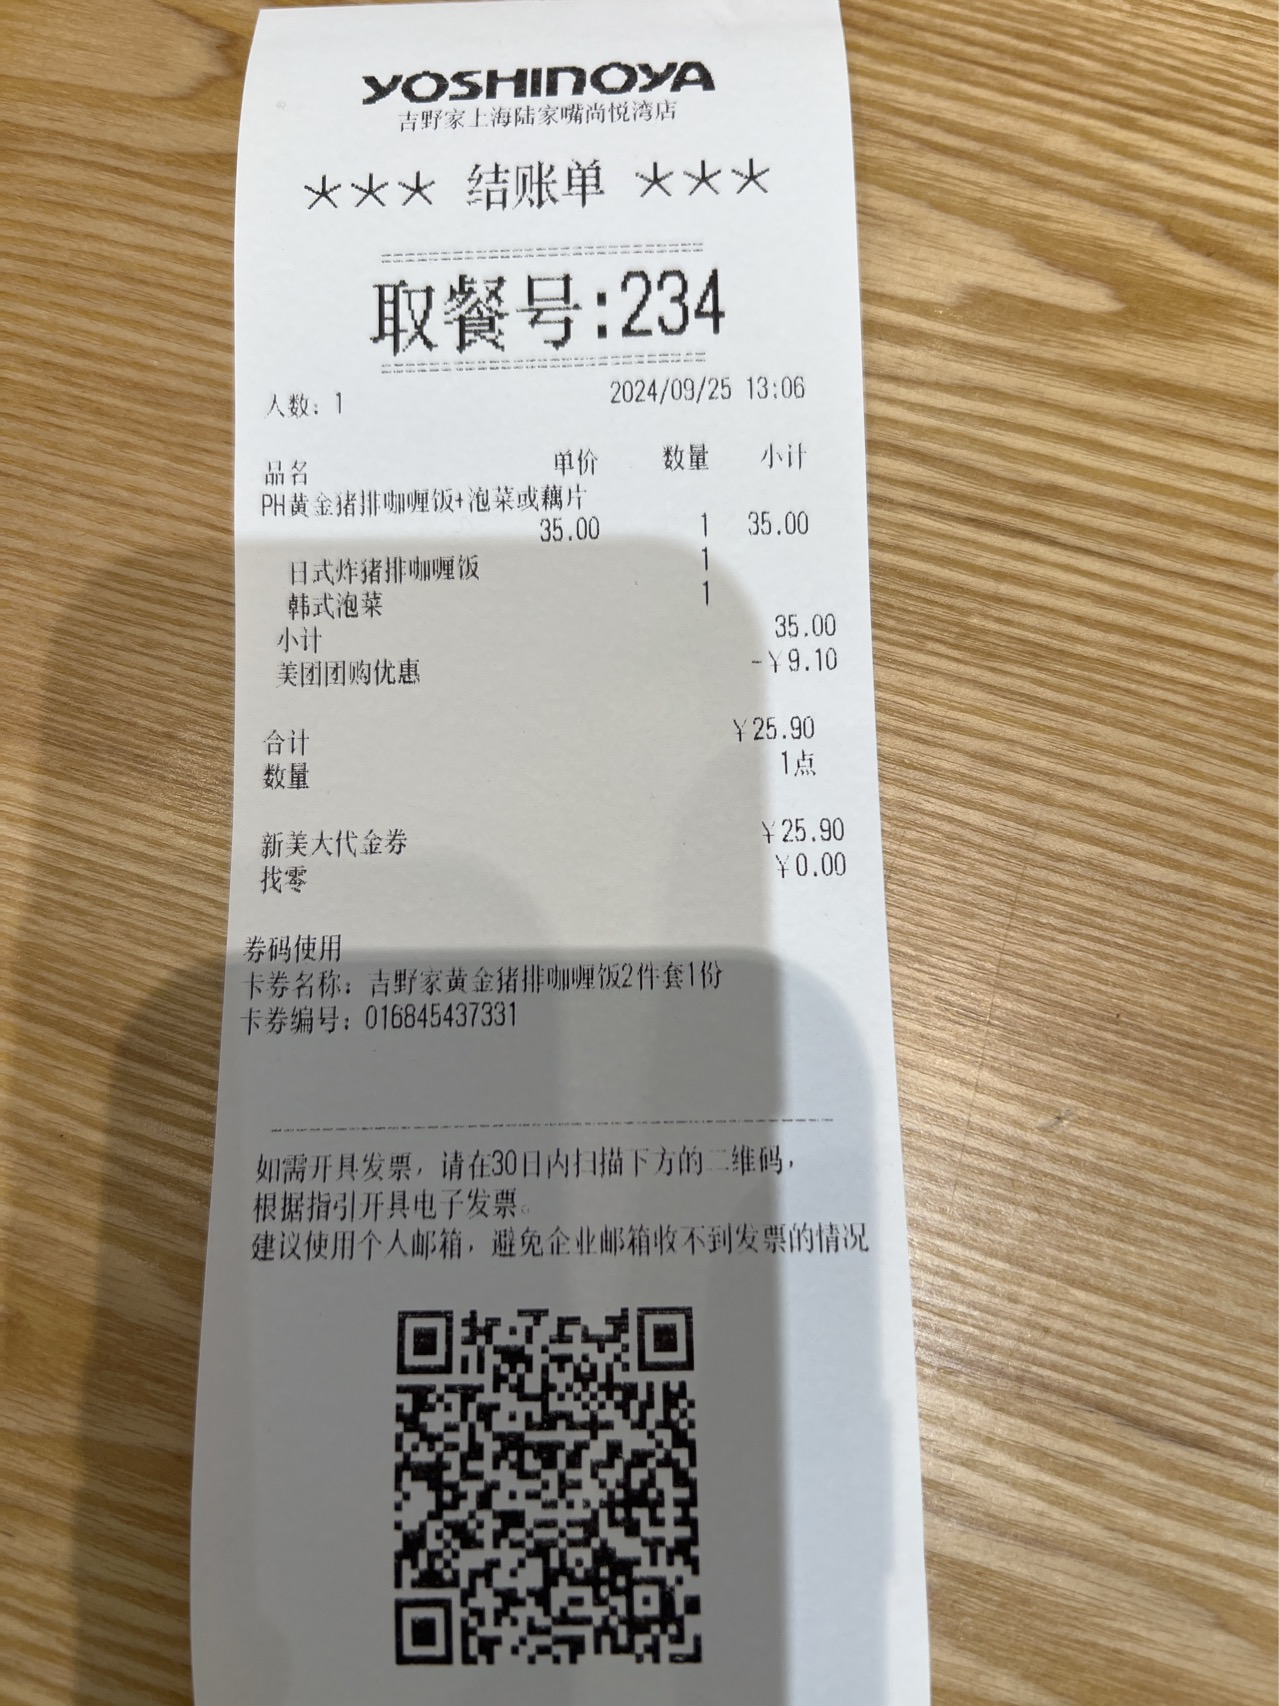 YOSHINOYA
吉野家上海陆家嘴尚悦湾店
*** 结账单 ***
取餐号:234
人数: 1 2024/09/25 13:06
品名 单价 数量 小计
PH黄金猪排咖喱饭+泡菜或藕片
35.00 1 35.00
日式炸猪排咖喱饭 1
韩式泡菜 1
小计 35.00
美团团购优惠 -¥9.10
合计 ¥25.90
数量 1点
新美大代金券 ¥25.90
找零 ¥0.00
券码使用
卡券名称: 吉野家黄金猪排咖喱饭2件套1份
卡券编号: 016845437331
如需开具发票，请在30日内扫描下方的二维码，
根据指引开具电子发票。
建议使用个人邮箱，避免企业邮箱收不到发票的情况